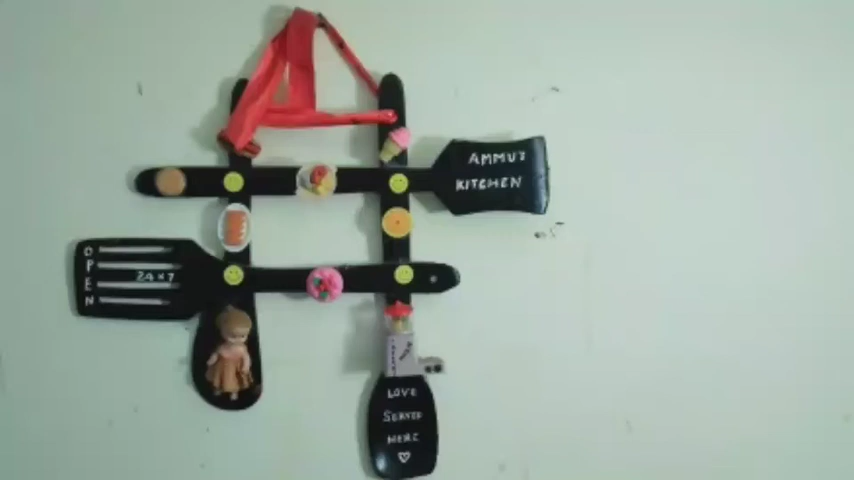 AMMU'S
KITCHEN
OPEN
24×7
LOVE
SERVED
HERE